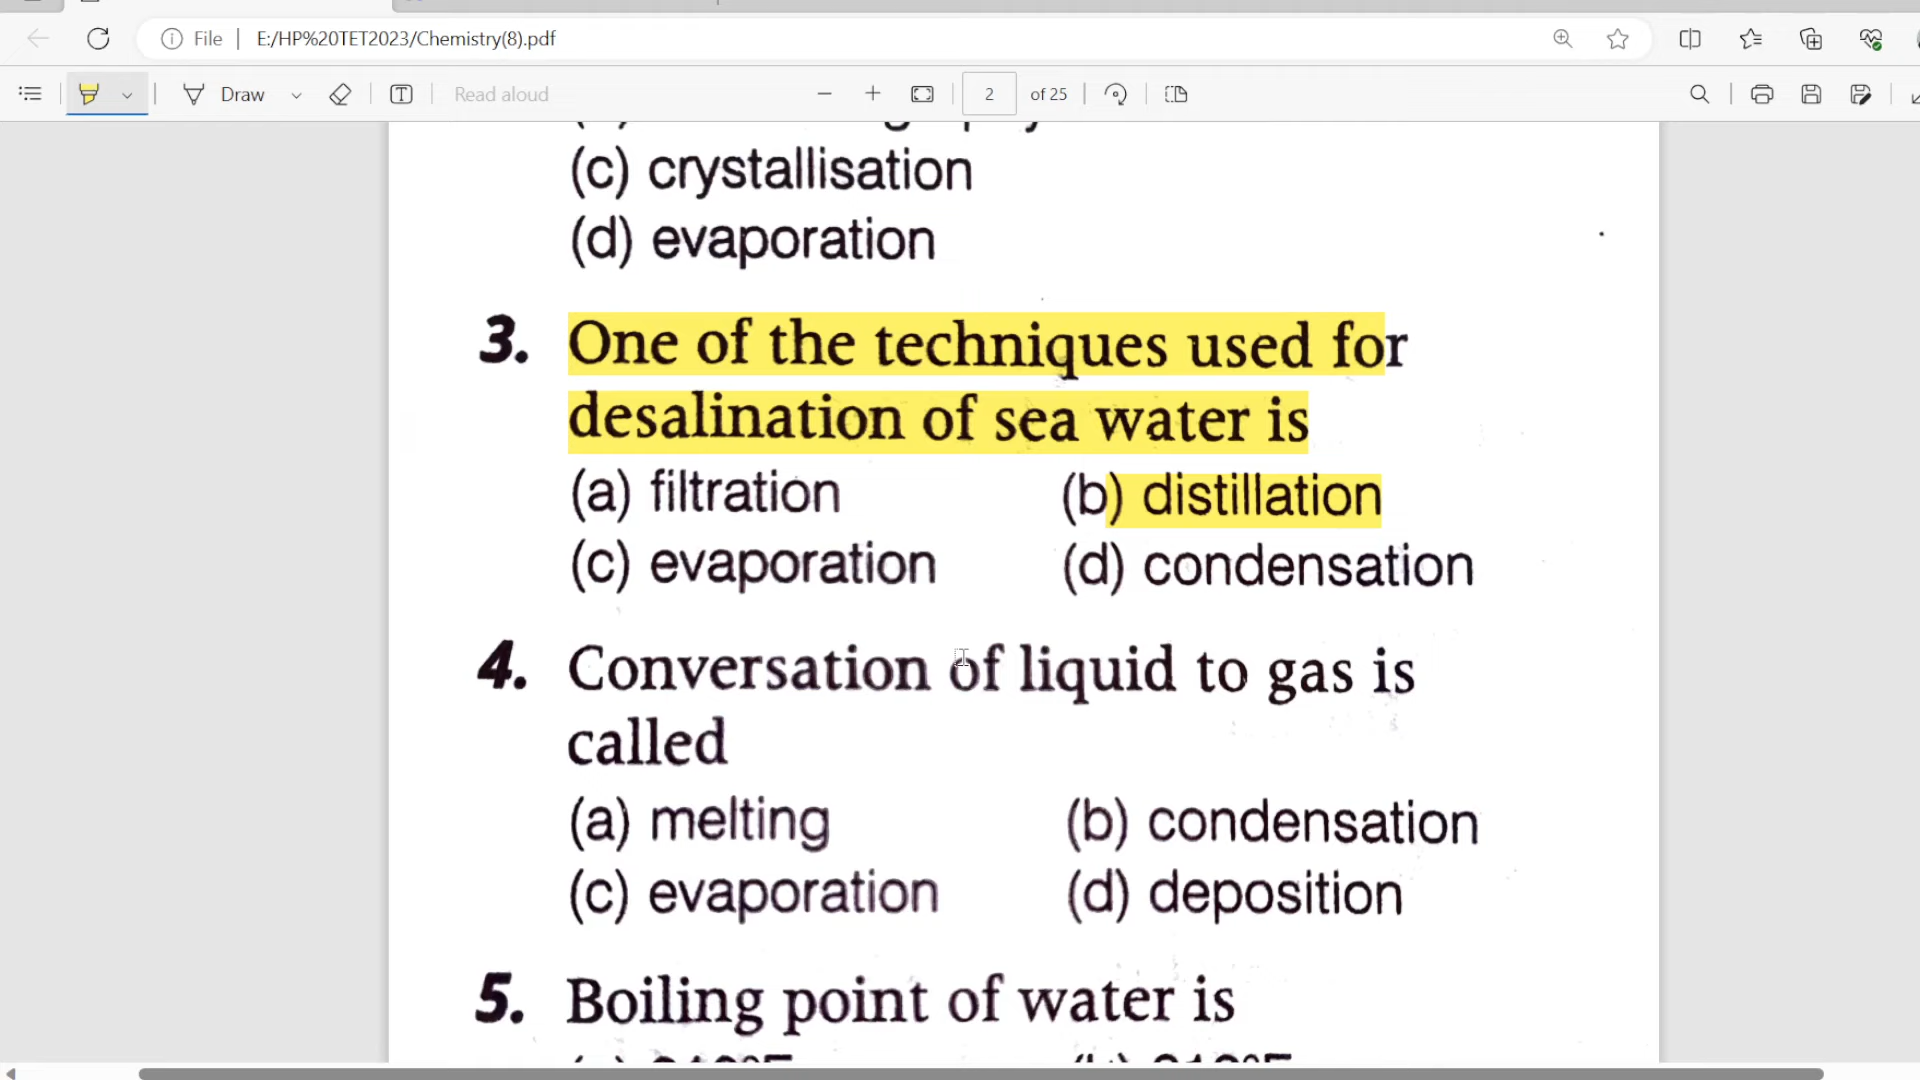 File
E:/HP%20TET2023/Chemistry(8).pdf
Draw
Read aloud
2 of 25
(c) crystallisation
(d) evaporation
3. One of the techniques used for
desalination of sea water is
(a) filtration (b) distillation
(c) evaporation (d) condensation
4. Conversation of liquid to gas is
called
(a) melting (b) condensation
(c) evaporation (d) deposition
5. Boiling point of water is